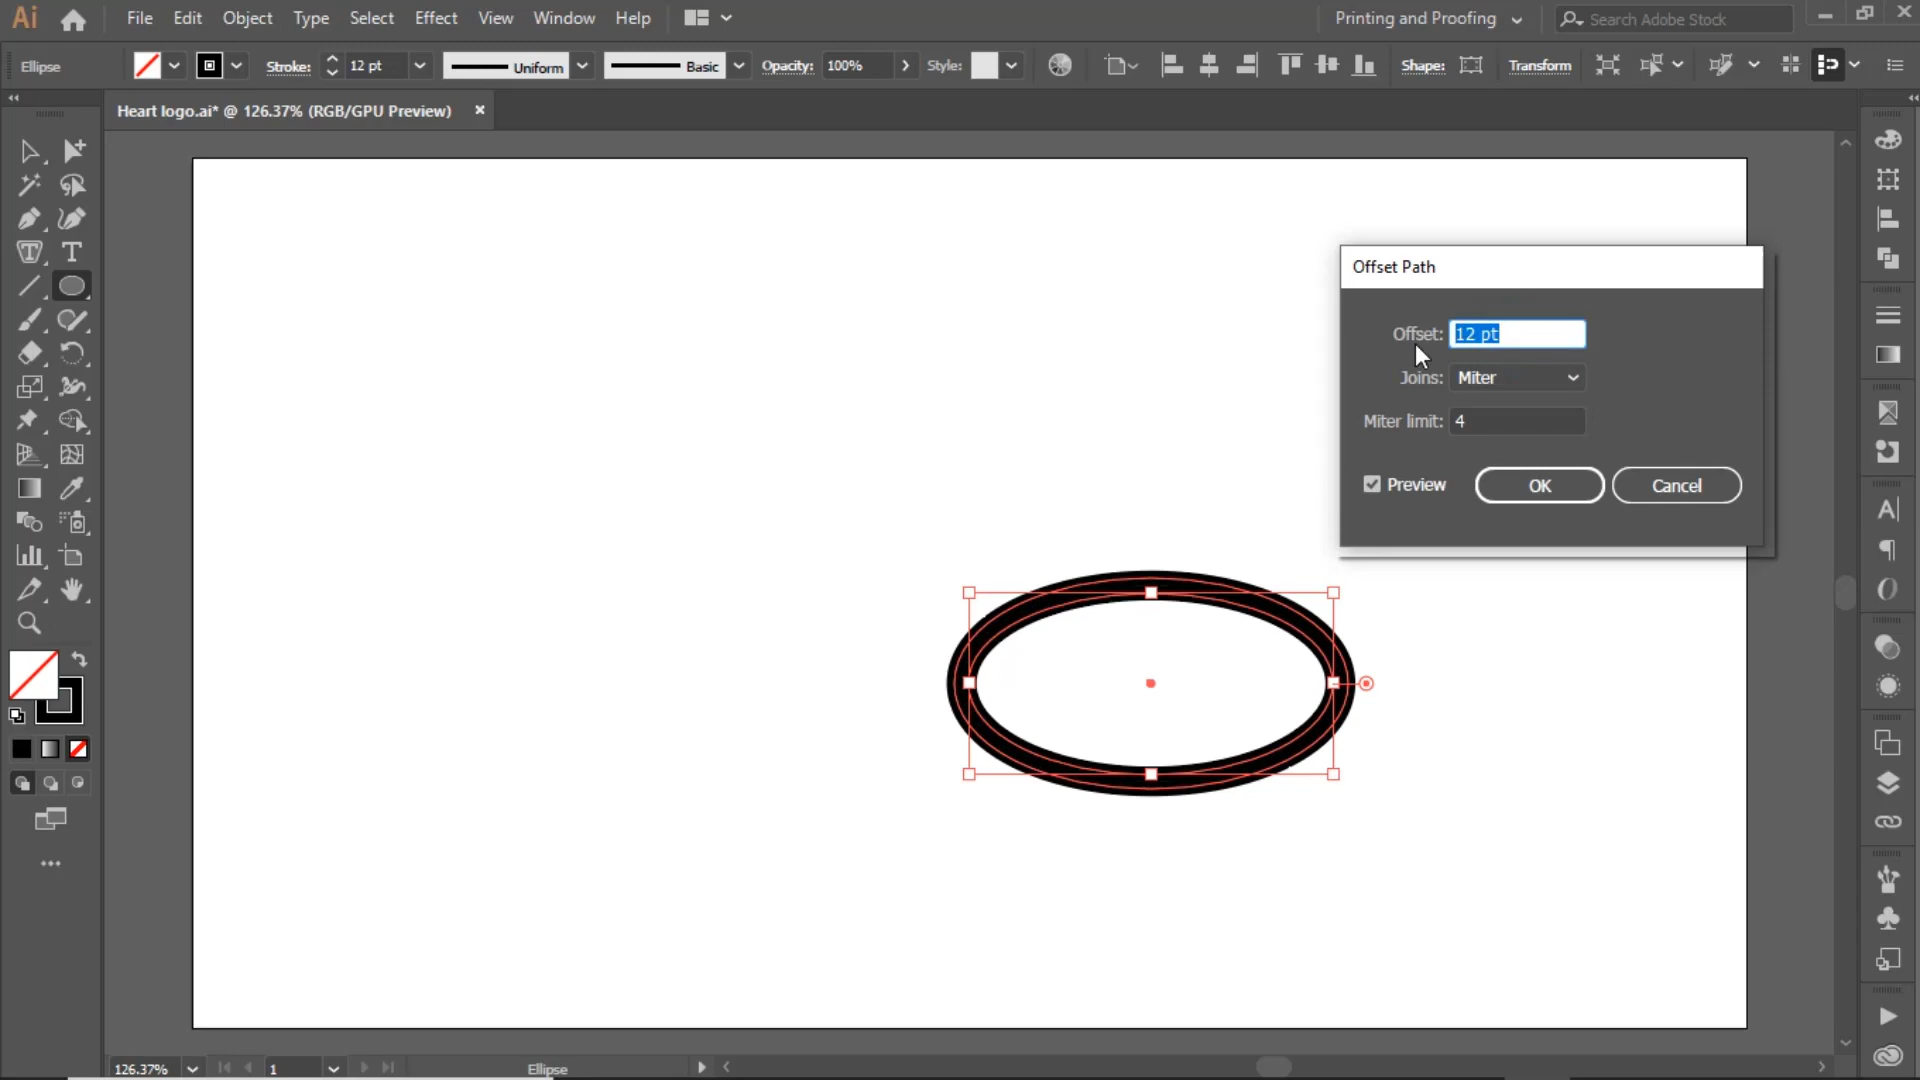 Ai File Edit Object Type Select Effect View Window Help Printing and Proofing Search Adobe Stock
Ellipse Stroke: 12 pt Uniform Basic Opacity: 100% Style: Shape: Transform
Heart logo.ai* @ 126.37% (RGB/GPU Preview) ×
Offset Path
Offset: 12 pt
Joins: Miter
Miter limit: 4
Preview OK Cancel
126.37% 1 Ellipse